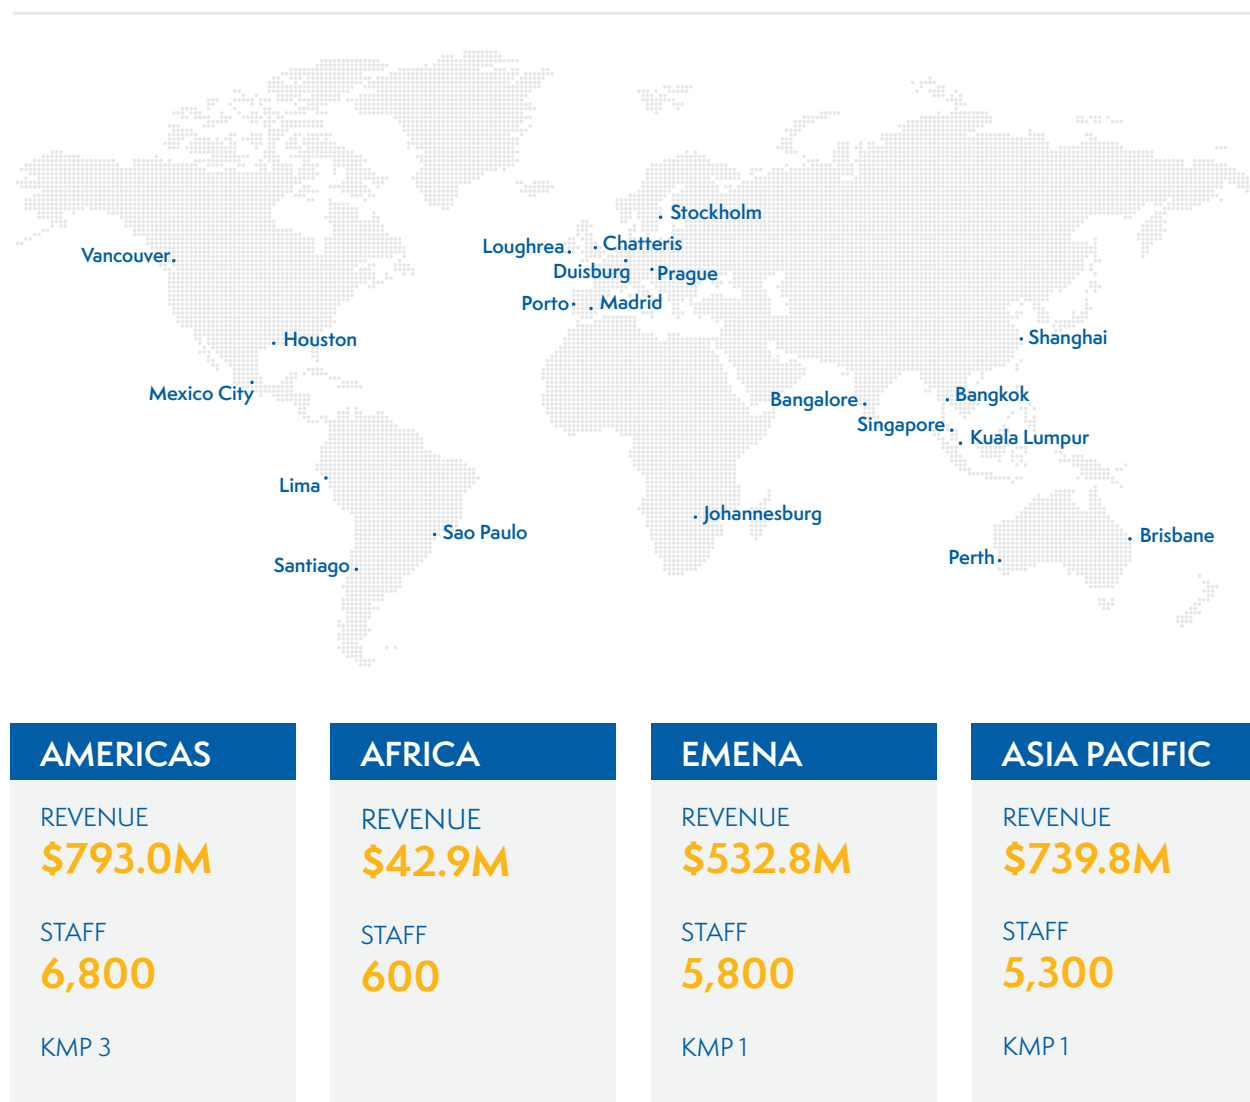 Stockholm
Loughrea
Chatteris
Vancouver
Duisburg
Prague
Porto
Madrid
Houston
Shanghai
Mexico City
Bangalore
Bangkok
Singapore
Kuala Lumpur
Lima
Johannesburg
Sao Paulo
Brisbane
Perth
Santiago
AMERICAS
REVENUE
$793.0M
STAFF
6,800
KMP 3
AFRICA
REVENUE
$42.9M
STAFF
600
EMENA
REVENUE
$532.8M
STAFF
5,800
KMP 1
ASIA PACIFIC
REVENUE
$739.8M
STAFF
5,300
KMP 1